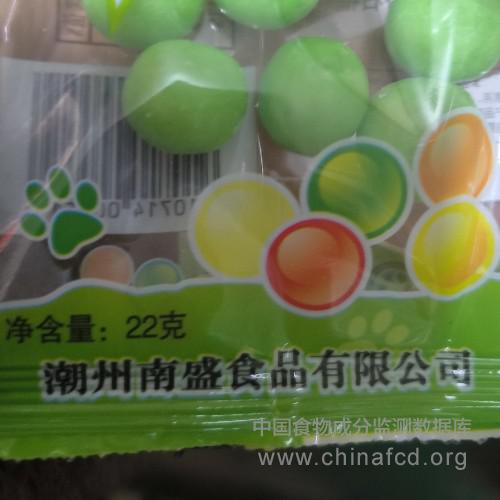 净含量：22克
潮州南盛食品有限公司
中国食物成分监测数据库
www.chinafcd.org